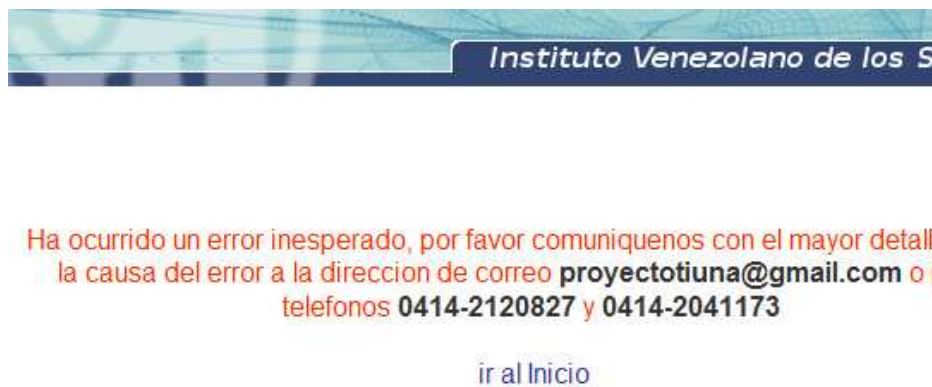 Instituto Venezolano de los S
Ha ocurrido un error inesperado, por favor comuniquenos con el mayor detall
la causa del error a la direccion de correo proyectotiuna@gmail.com o
telefonos 0414-2120827 y 0414-2041173
ir al Inicio